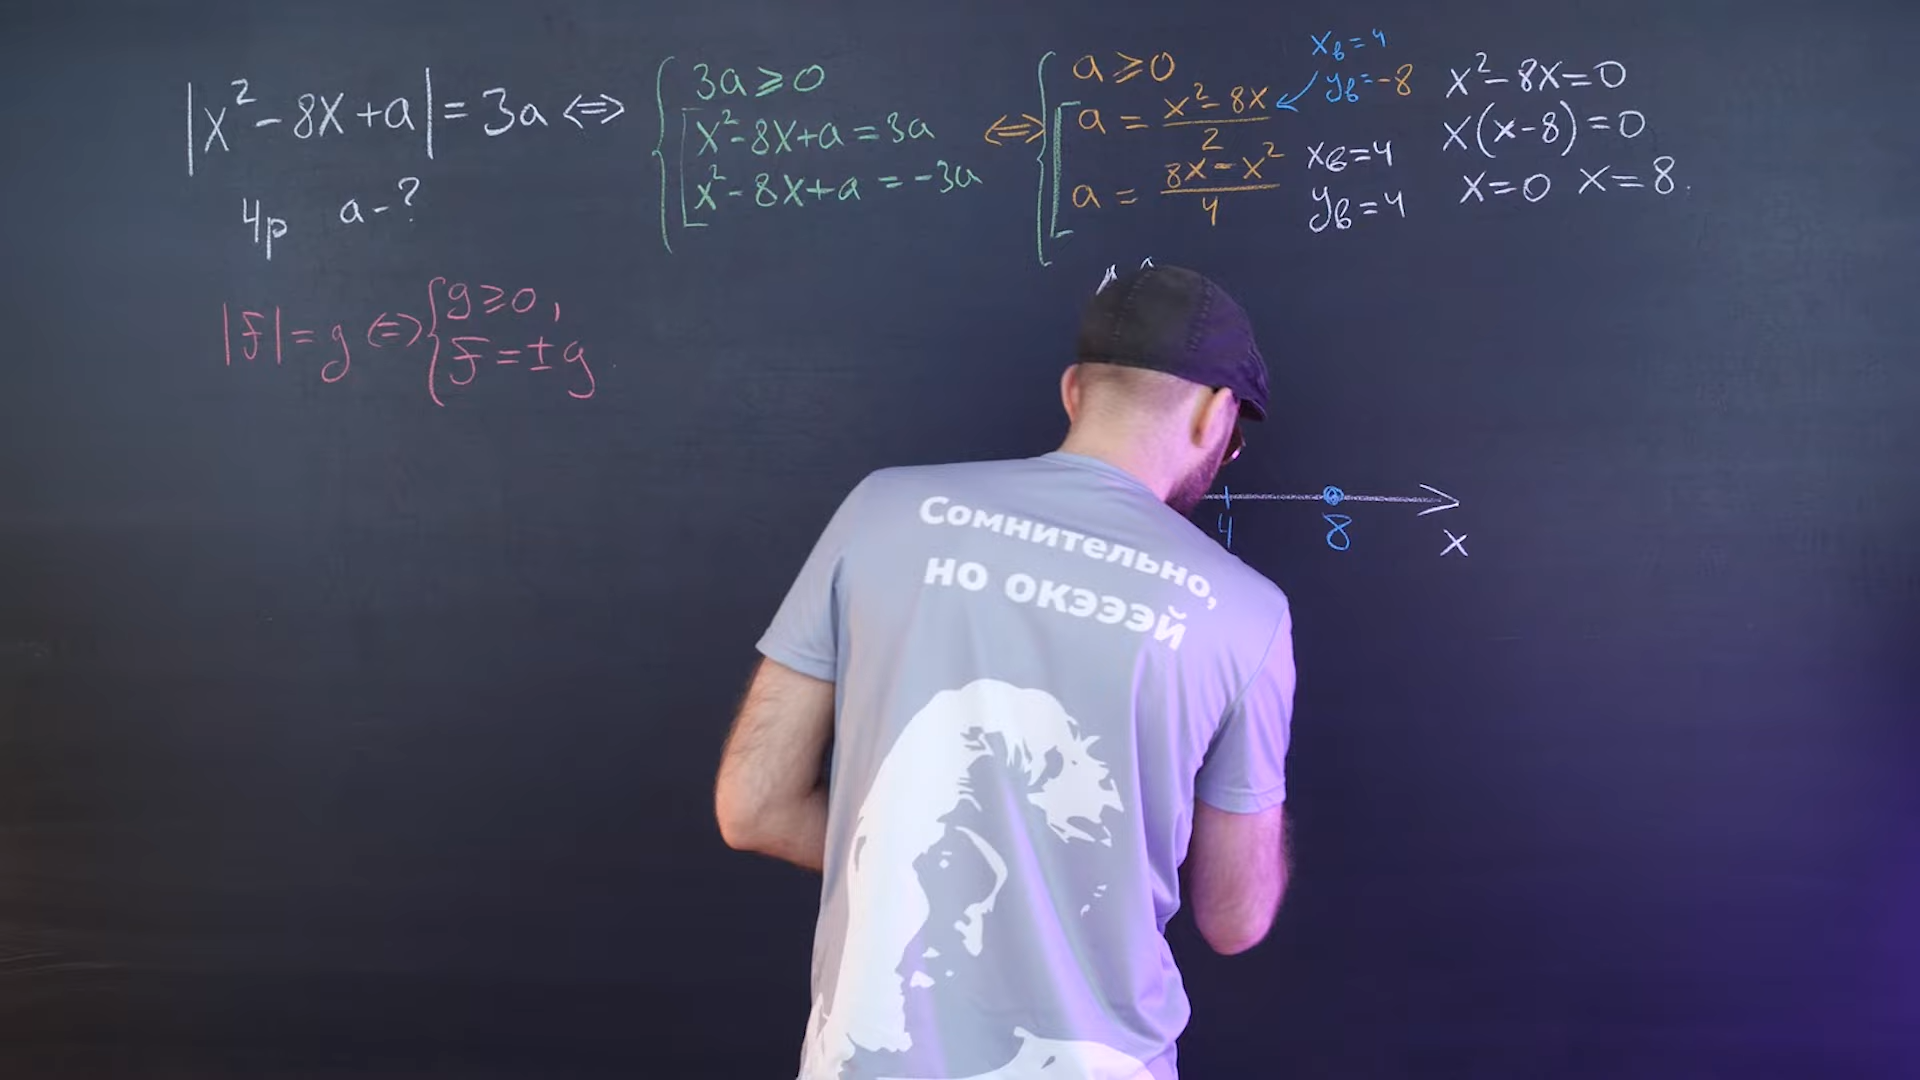 |x²-8x+a|=3a ⇔ { 3a⩾0 [ x²-8x+a=3a x²-8x+a=-3a
4р a-?
⇔ { a⩾0 [ a = (x²-8x)/2 a = (8x-x²)/4
xв=4
yв=-8
xв=4
yв=4
x²-8x=0
x(x-8)=0
x=0 x=8.
|f|=g ⇔ { g⩾0, f=±g.
4 8 x
Сомнительно,
но окэээй